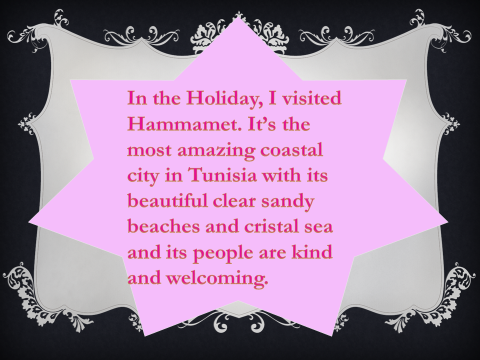 In the Holiday, I visited
Hammamet. It’s the
most amazing coastal
city in Tunisia with its
beautiful clear sandy
beaches and cristal sea
and its people are kind
and welcoming.